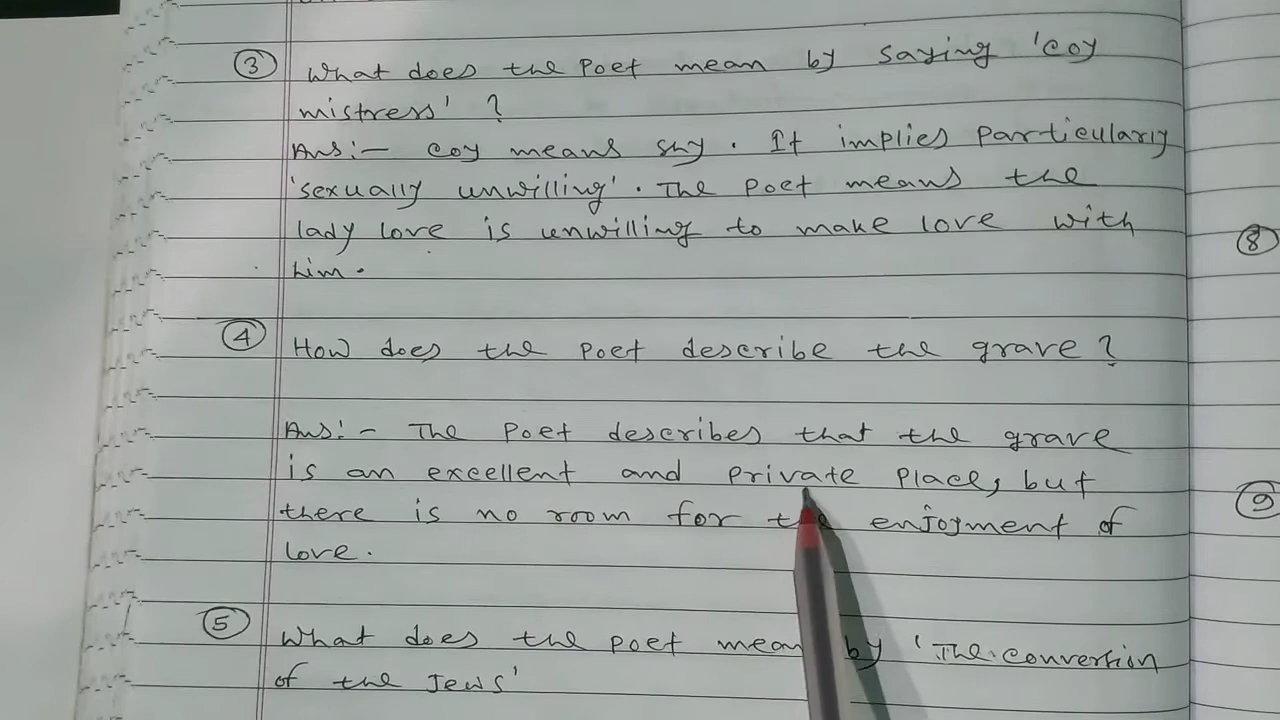 ③ What does the poet mean by saying 'coy
mistress' ?
Ans:- coy means shy. It implies particularly
'sexually unwilling'. The poet means the
lady love is unwilling to make love with
him.
④ How does the poet describe the grave?
Ans:- The poet describes that the grave
is an excellent and private place, but
there is no room for the enjoyment of
love.
⑤ What does the poet mean by 'The convertion
of the Jews'
⑧
⑨